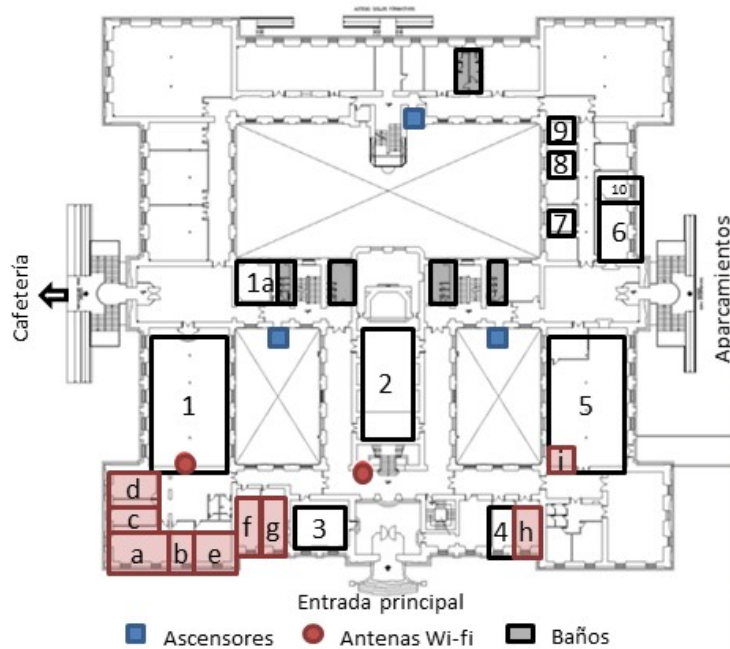 9
8
10
7
6
1a
Cafetería
Aparcamientos
1
2
5
i
d
c
a
b
e
f
g
3
4
h
Entrada principal
Ascensores
Antenas Wi-fi
Baños